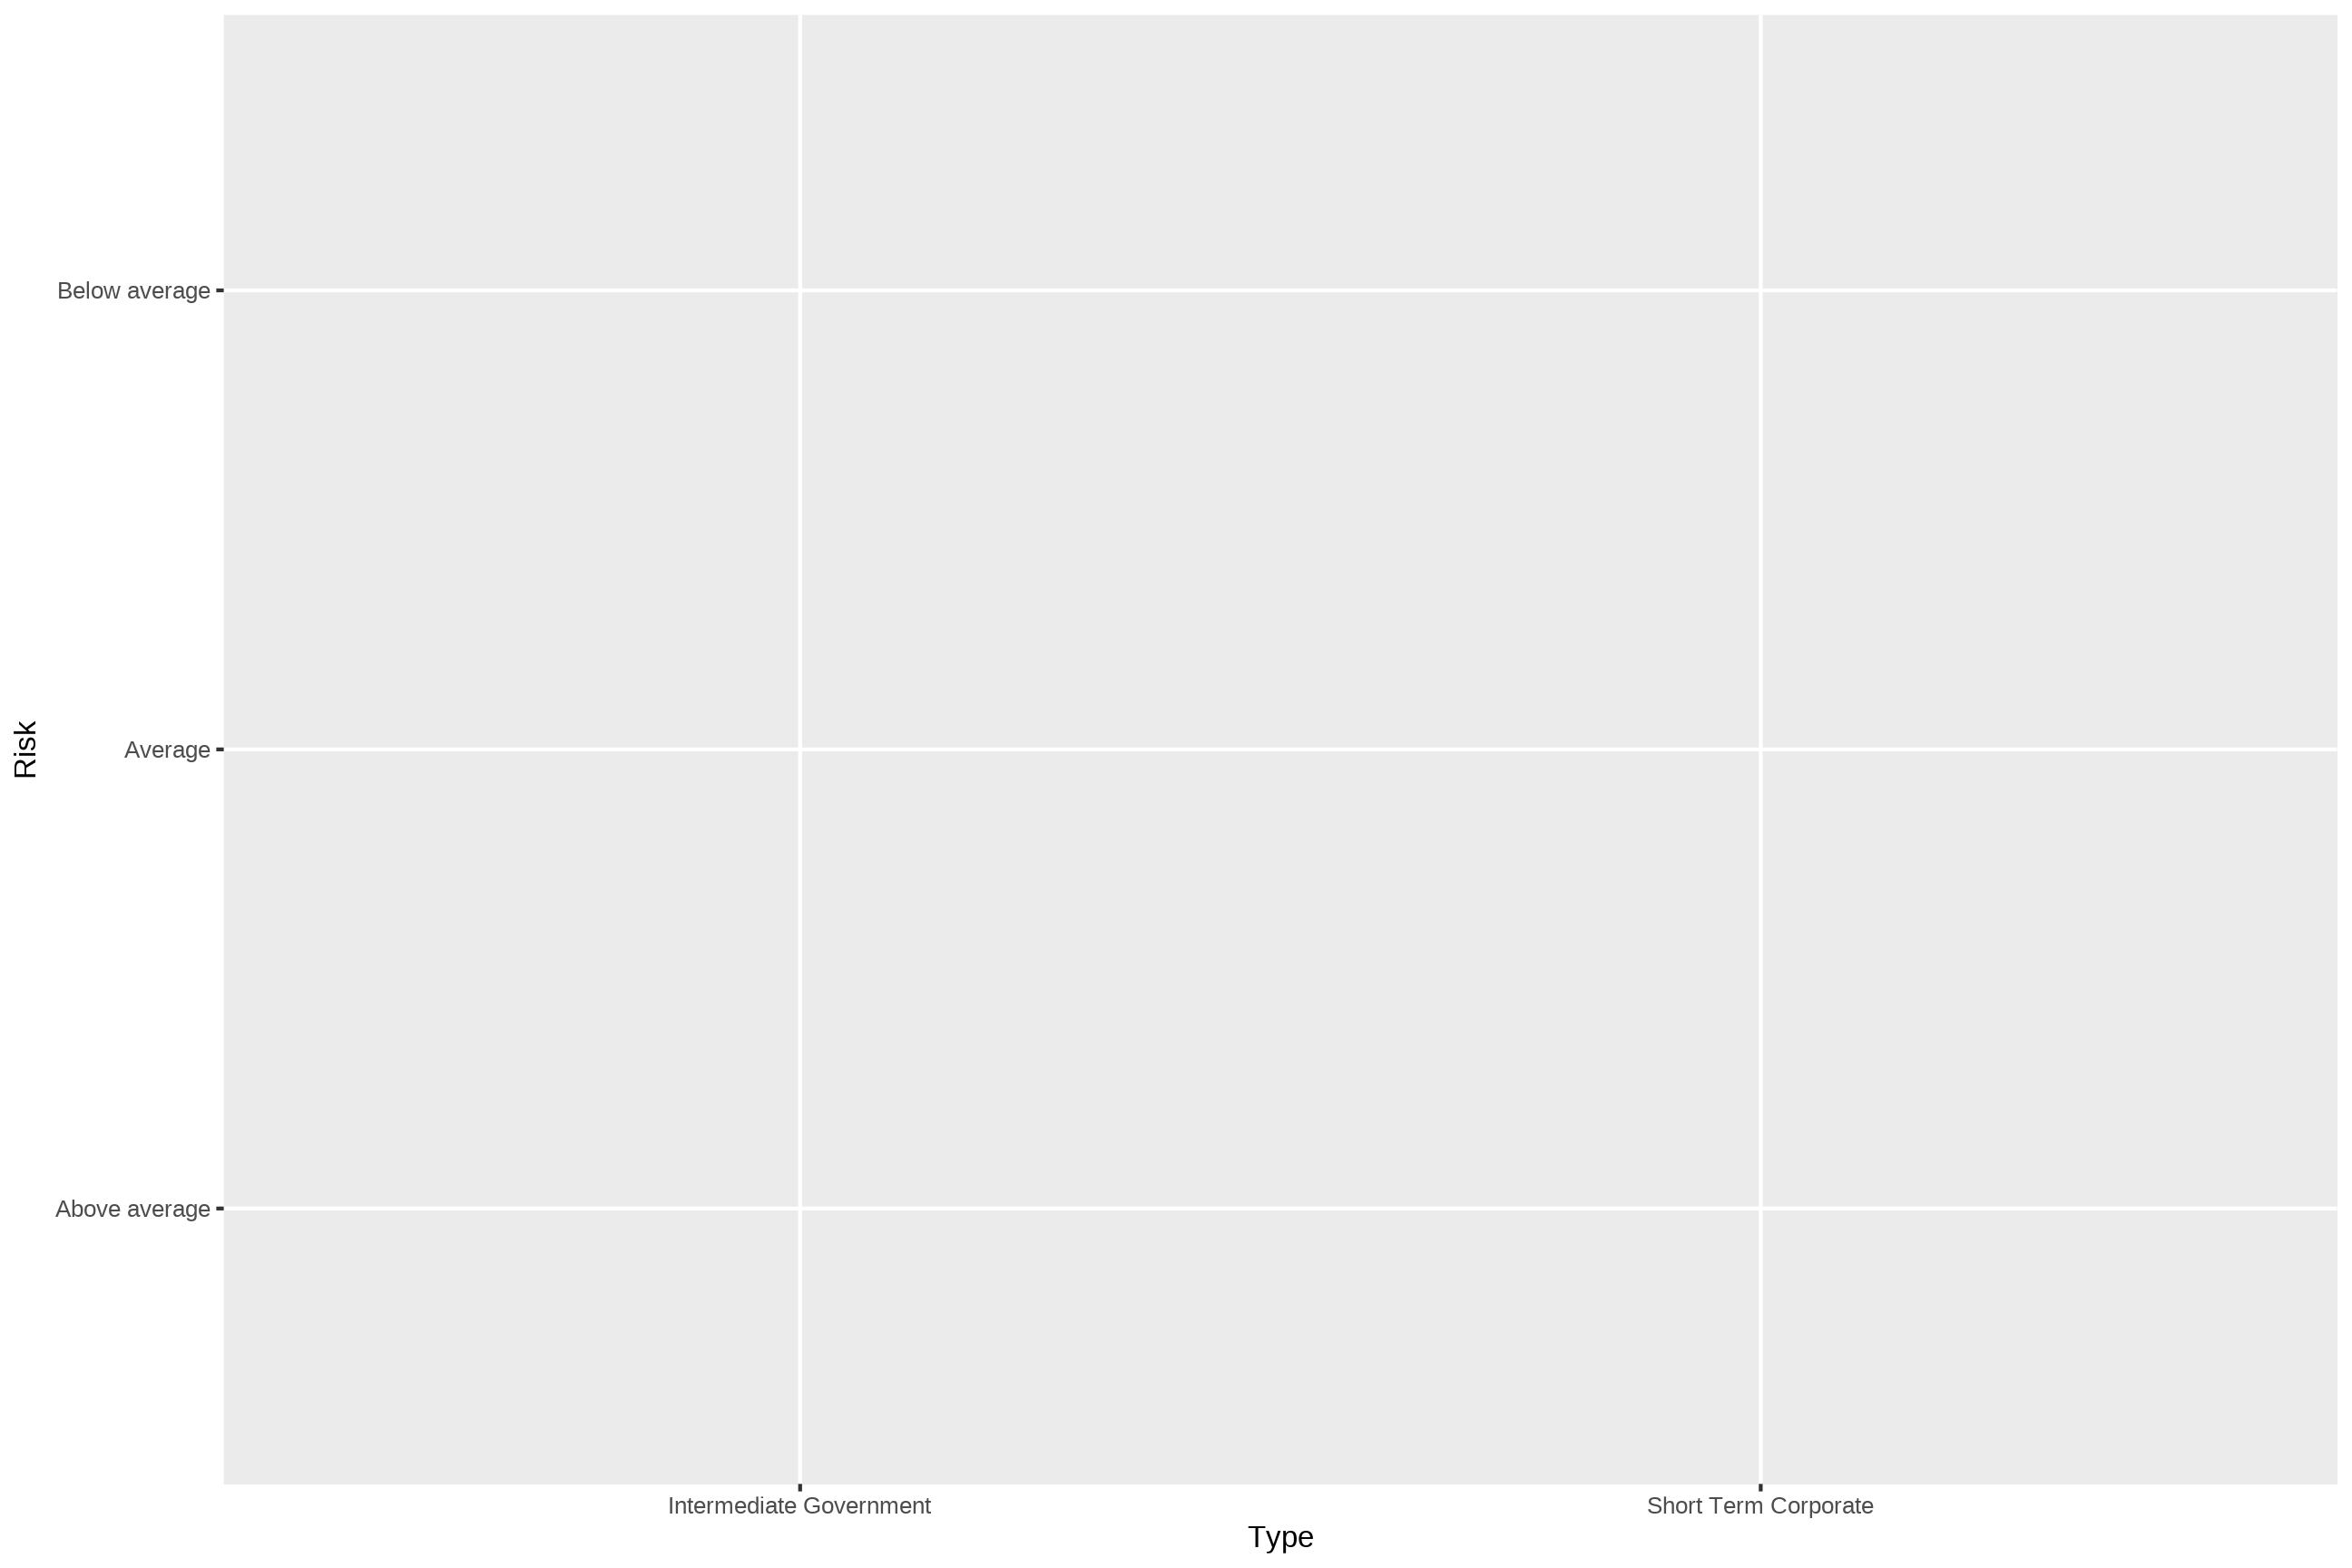 Below average
Average
Above average
Risk
Intermediate Government
Short Term Corporate
Type